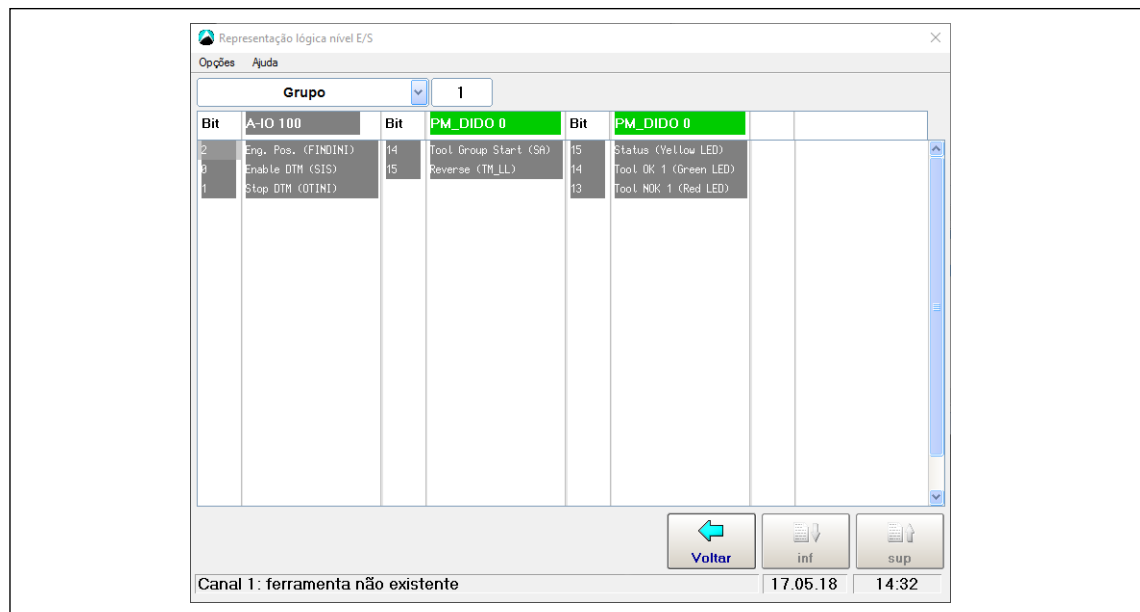 Representação lógica nível E/S
Opções Ajuda
Grupo 1
Bit A-IO 100 Bit PM_DIDO 0 Bit PM_DIDO 0
2 Eng. Pos. (FINDINI) 14 Tool Group Start (SA) 15 Status (Yellow LED)
0 Enable DTM (SIS) 15 Reverse (TM_LL) 14 Tool OK 1 (Green LED)
1 Stop DTM (OTINI) 13 Tool NOK 1 (Red LED)
Voltar inf sup
Canal 1: ferramenta não existente 17.05.18 14:32